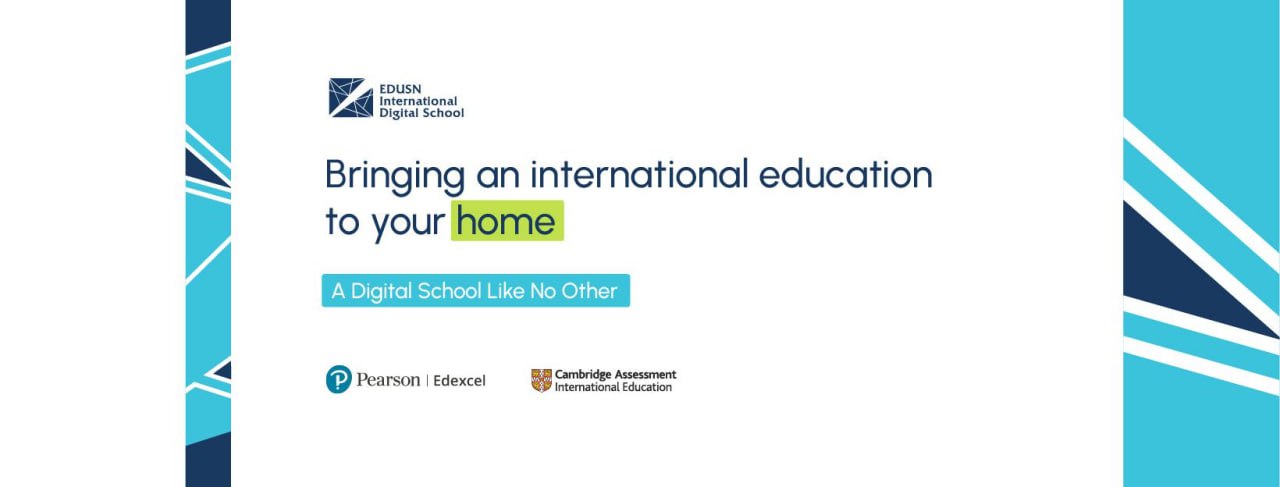 EDUSN
International
Digital School
Bringing an international education
to your home
A Digital School Like No Other
Pearson | Edexcel
Cambridge Assessment
International Education